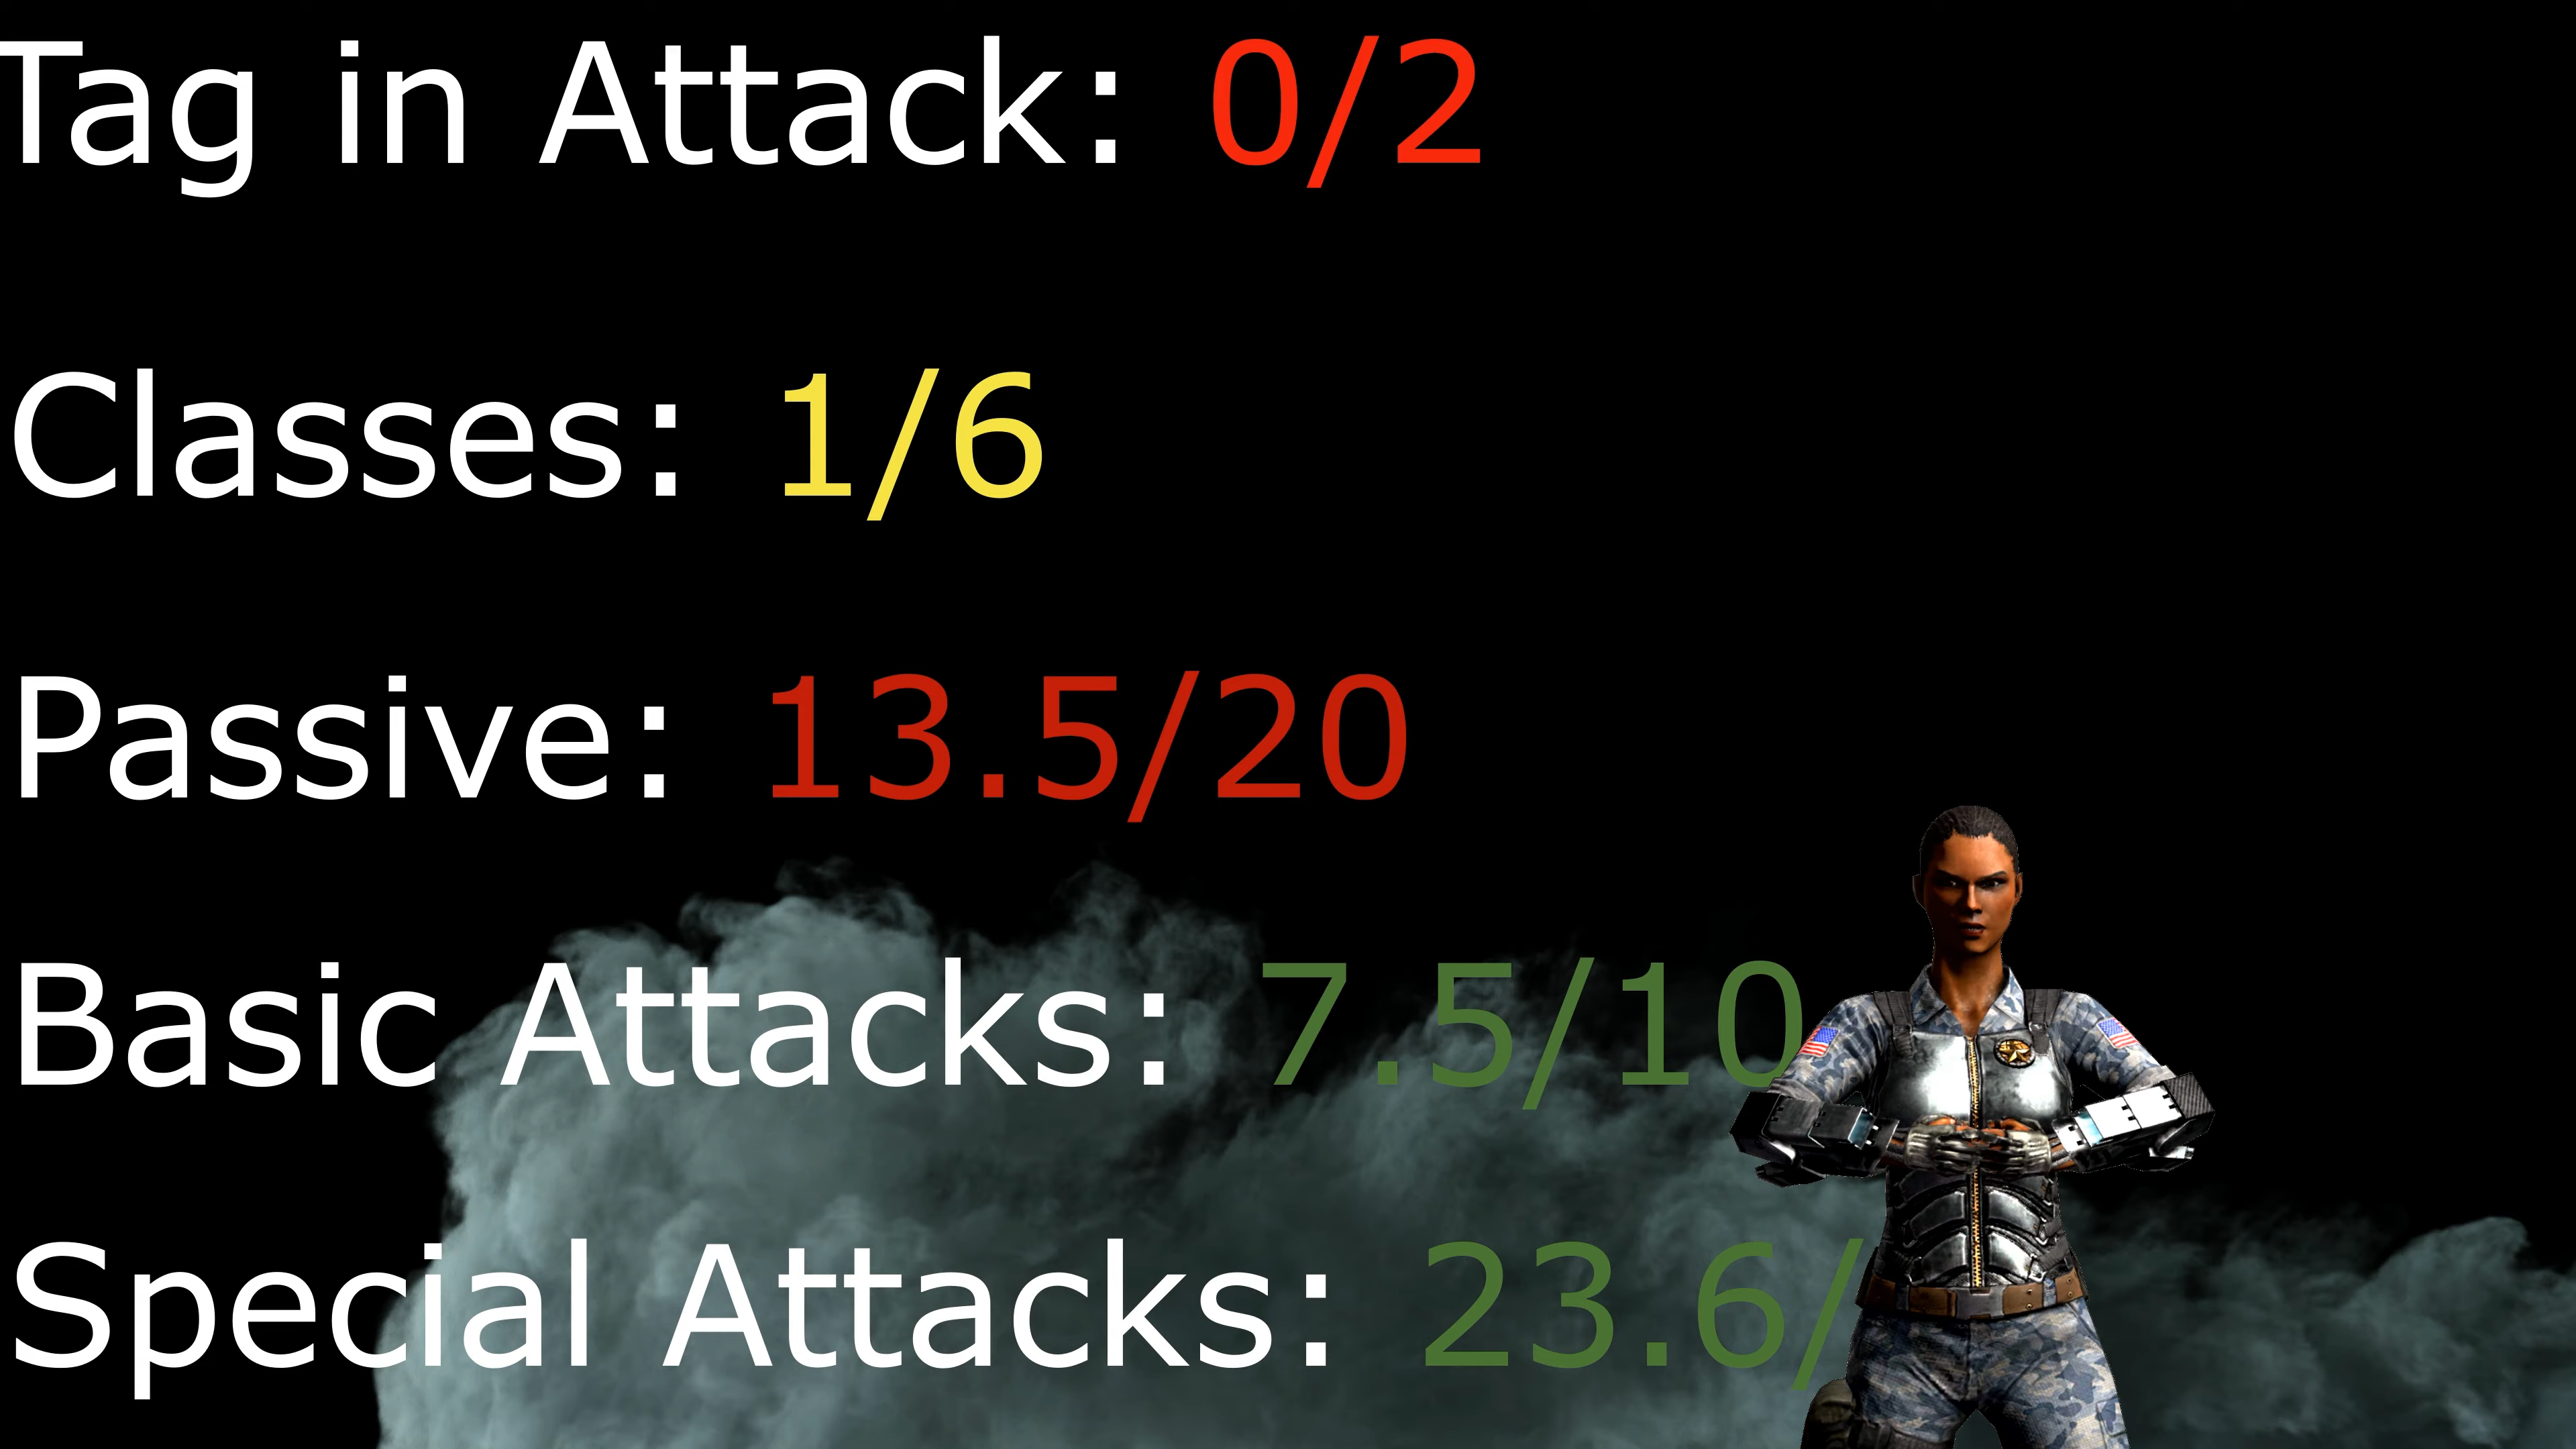 Tag in Attack: 0/2
Classes: 1/6
Passive: 13.5/20
Basic Attacks: 7.5/10
Special Attacks: 23.6/